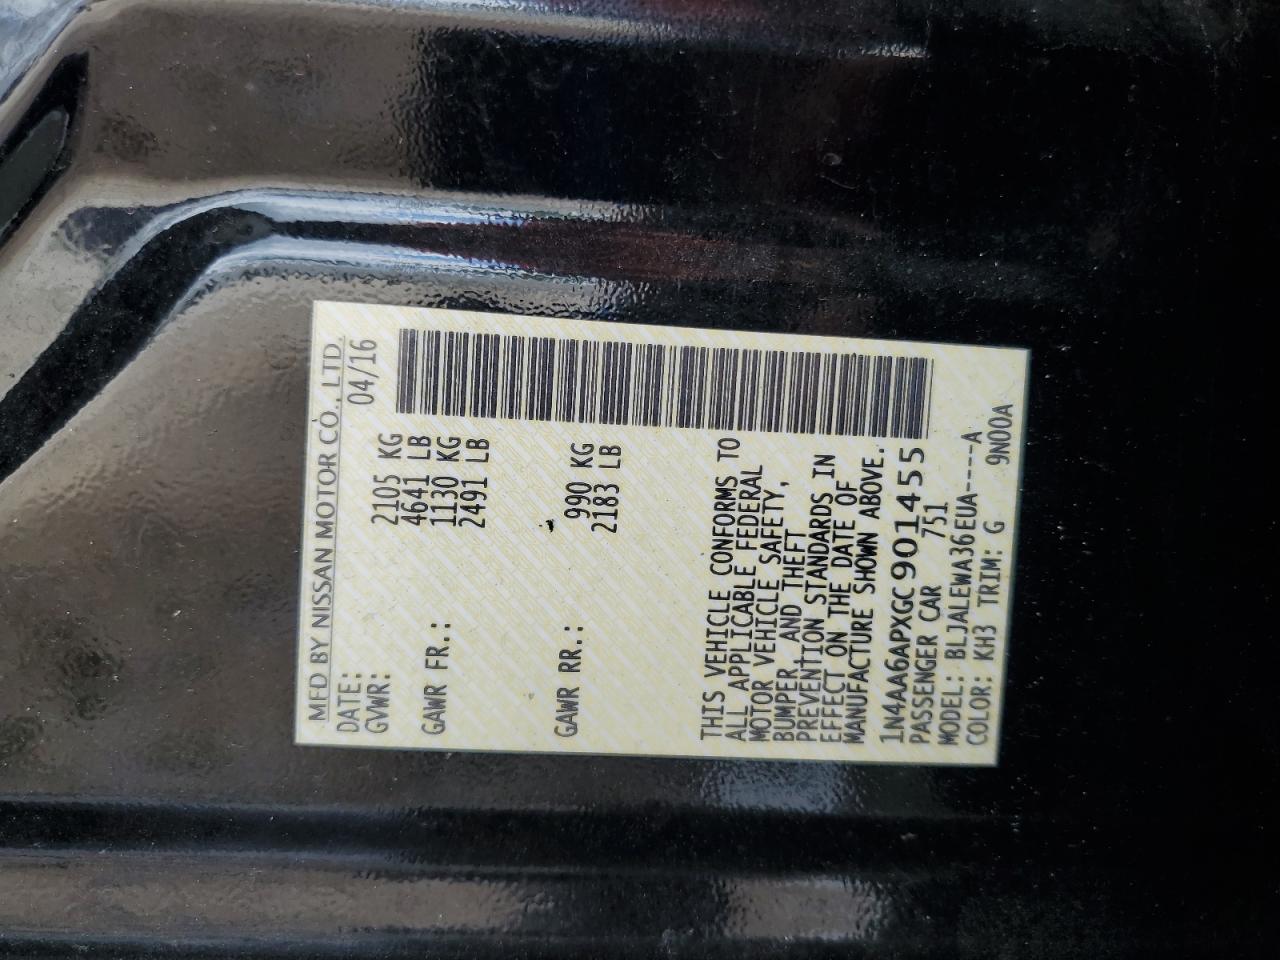 MFD BY NISSAN MOTOR CO., LTD.
DATE: 04/16
GVWR: 2105 KG
4641 LB
GAWR FR.: 1130 KG
2491 LB
GAWR RR.: 990 KG
2183 LB
THIS VEHICLE CONFORMS TO
ALL APPLICABLE FEDERAL
MOTOR VEHICLE SAFETY,
BUMPER, AND THEFT
PREVENTION STANDARDS IN
EFFECT ON THE DATE OF
MANUFACTURE SHOWN ABOVE.
1N4AA6APXGC901455
PASSENGER CAR 751
MODEL: BLJALEWA36EUA----A
COLOR: KH3 TRIM: G 9N00A